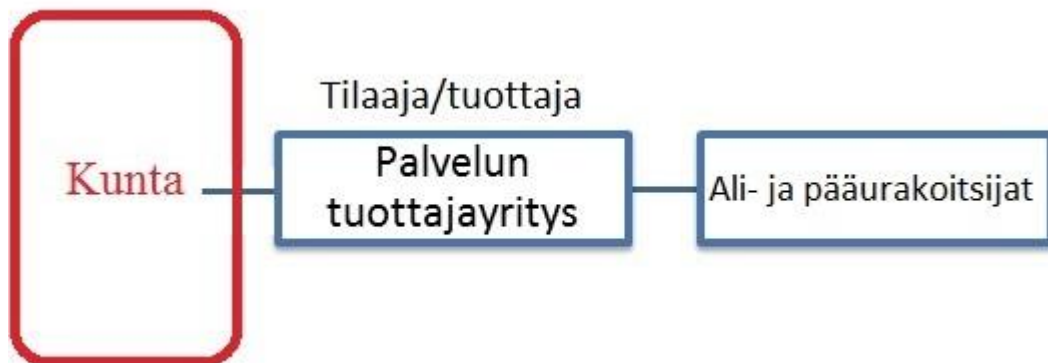 Kunta
Tilaaja/tuottaja
Palvelun
tuottajayritys
Ali- ja pääurakoitsijat